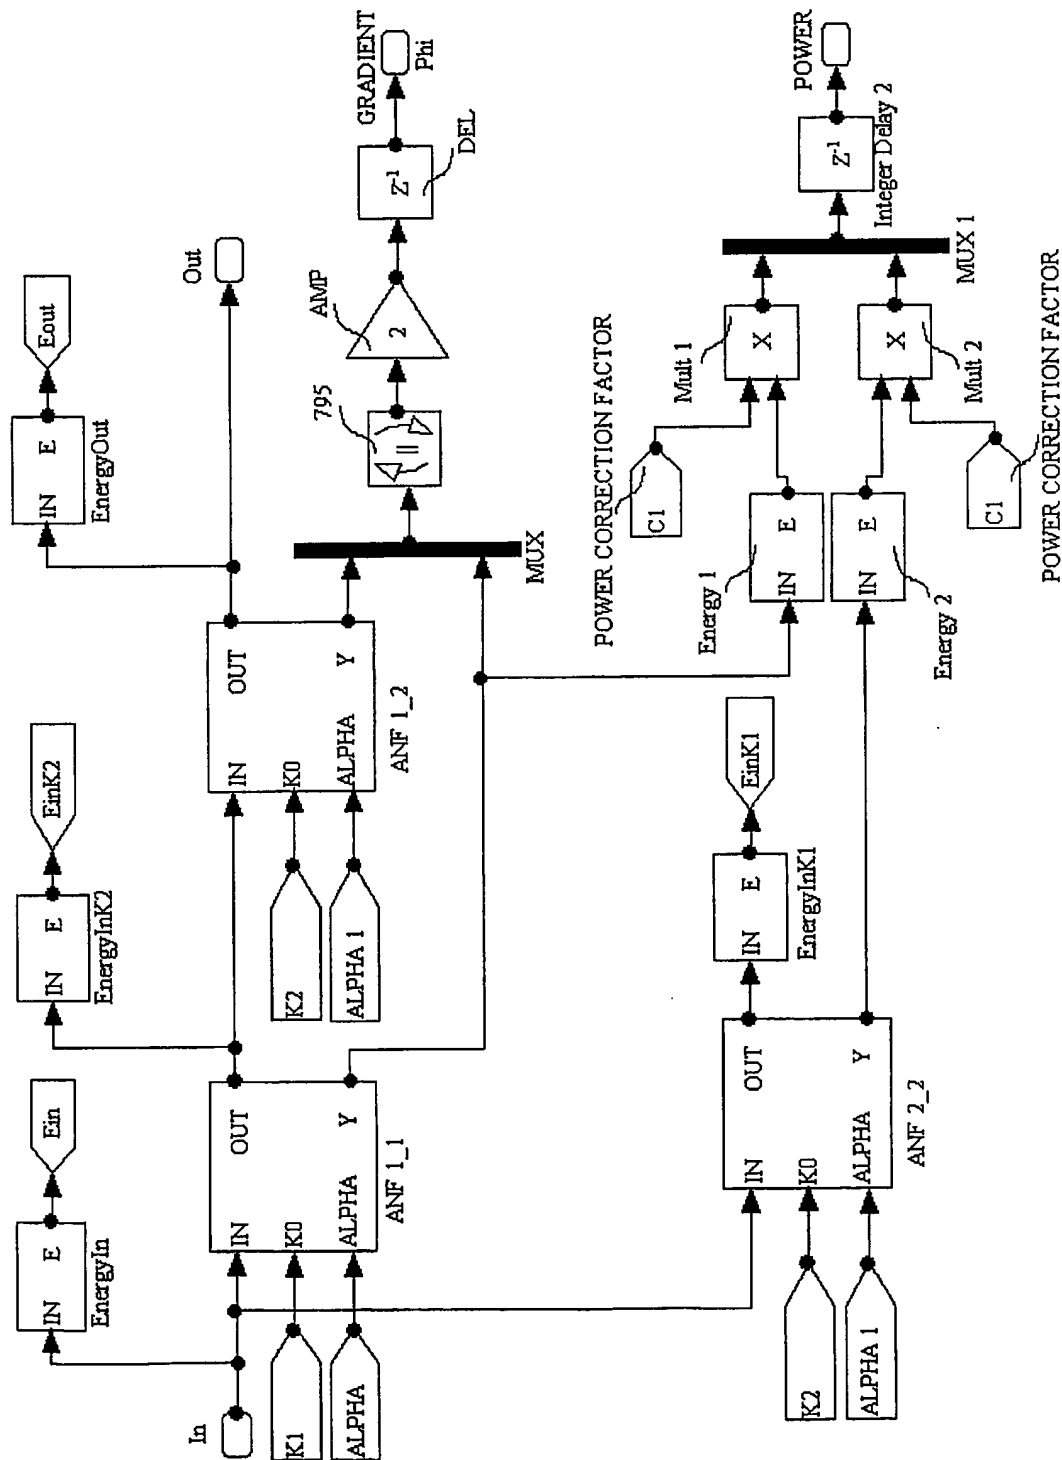 In
K1
ALPHA
IN E
EnergyIn
Ein
IN OUT
K0
ALPHA Y
ANF 1_1
IN E
EnergyInK2
EinK2
K2
ALPHA 1
IN OUT
K0
ALPHA Y
ANF 1_2
IN E
EnergyOut
Eout
Out
MUX
795
=
AMP
2
Z-1
DEL
GRADIENT
Phi
K2
ALPHA 1
IN OUT
K0
ALPHA Y
ANF 2_2
IN E
EnergyInK1
EinK1
Energy 1
IN E
IN E
Energy 2
POWER CORRECTION FACTOR
C1
C1
POWER CORRECTION FACTOR
Mult 1
X
X
Mult 2
MUX 1
Z-1
Integer Delay 2
POWER